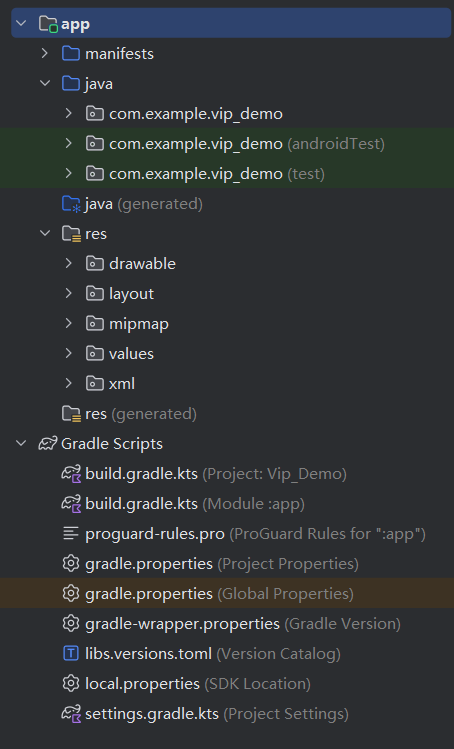 app
manifests
java
com.example.vip_demo
com.example.vip_demo (androidTest)
com.example.vip_demo (test)
java (generated)
res
drawable
layout
mipmap
values
xml
res (generated)
Gradle Scripts
build.gradle.kts (Project: Vip_Demo)
build.gradle.kts (Module :app)
proguard-rules.pro (ProGuard Rules for ":app")
gradle.properties (Project Properties)
gradle.properties (Global Properties)
gradle-wrapper.properties (Gradle Version)
libs.versions.toml (Version Catalog)
local.properties (SDK Location)
settings.gradle.kts (Project Settings)